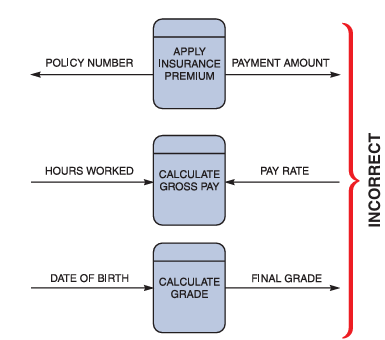 APPLY
INSURANCE
PREMIUM
POLICY NUMBER
PAYMENT AMOUNT
HOURS WORKED
CALCULATE
GROSS PAY
PAY RATE
DATE OF BIRTH
CALCULATE
GRADE
FINAL GRADE
INCORRECT